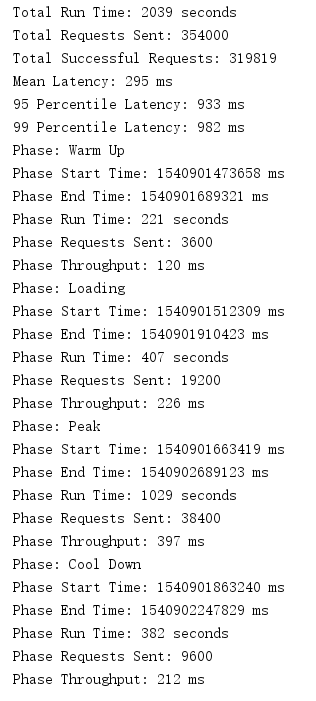 Total Run Time: 2039 seconds
Total Requests Sent: 354000
Total Successful Requests: 319819
Mean Latency: 295 ms
95 Percentile Latency: 933 ms
99 Percentile Latency: 982 ms
Phase: Warm Up
Phase Start Time: 1540901473658 ms
Phase End Time: 1540901689321 ms
Phase Run Time: 221 seconds
Phase Requests Sent: 3600
Phase Throughput: 120 ms
Phase: Loading
Phase Start Time: 1540901512309 ms
Phase End Time: 1540901910423 ms
Phase Run Time: 407 seconds
Phase Requests Sent: 19200
Phase Throughput: 226 ms
Phase: Peak
Phase Start Time: 1540901663419 ms
Phase End Time: 1540902689123 ms
Phase Run Time: 1029 seconds
Phase Requests Sent: 38400
Phase Throughput: 397 ms
Phase: Cool Down
Phase Start Time: 1540901863240 ms
Phase End Time: 1540902247829 ms
Phase Run Time: 382 seconds
Phase Requests Sent: 9600
Phase Throughput: 212 ms